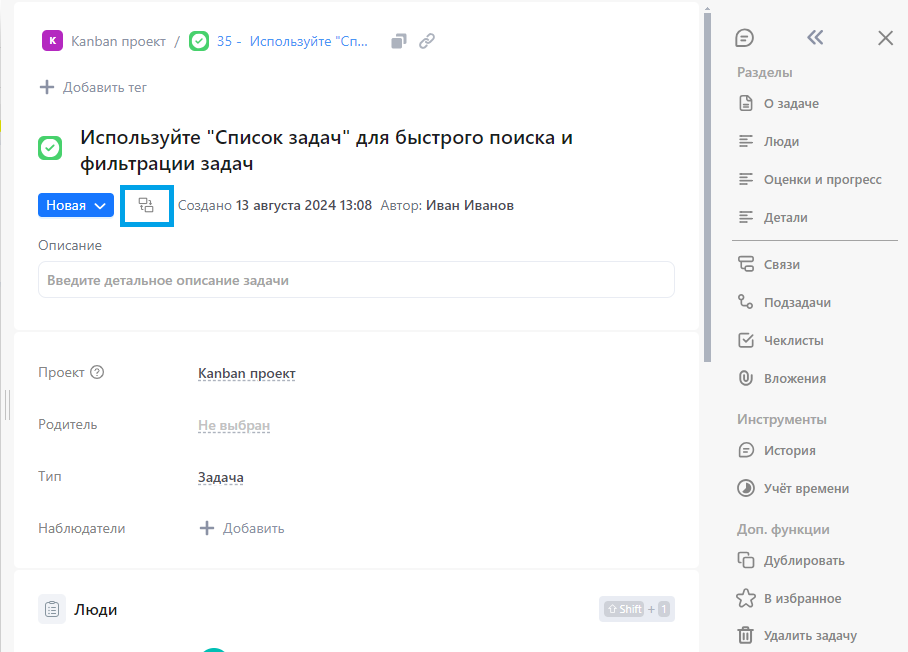 K Kanban проект / 35 - Используйте "Сп...
Добавить тег
Используйте "Список задач" для быстрого поиска и
фильтрации задач
Новая Создано 13 августа 2024 13:08 Автор: Иван Иванов
Описание
Введите детальное описание задачи
Проект ? Kanban проект
Родитель Не выбран
Тип Задача
Наблюдатели + Добавить
Люди Shift + 1
Разделы
О задаче
Люди
Оценки и прогресс
Детали
Связи
Подзадачи
Чеклисты
Вложения
Инструменты
История
Учёт времени
Доп. функции
Дублировать
В избранное
Удалить задачу